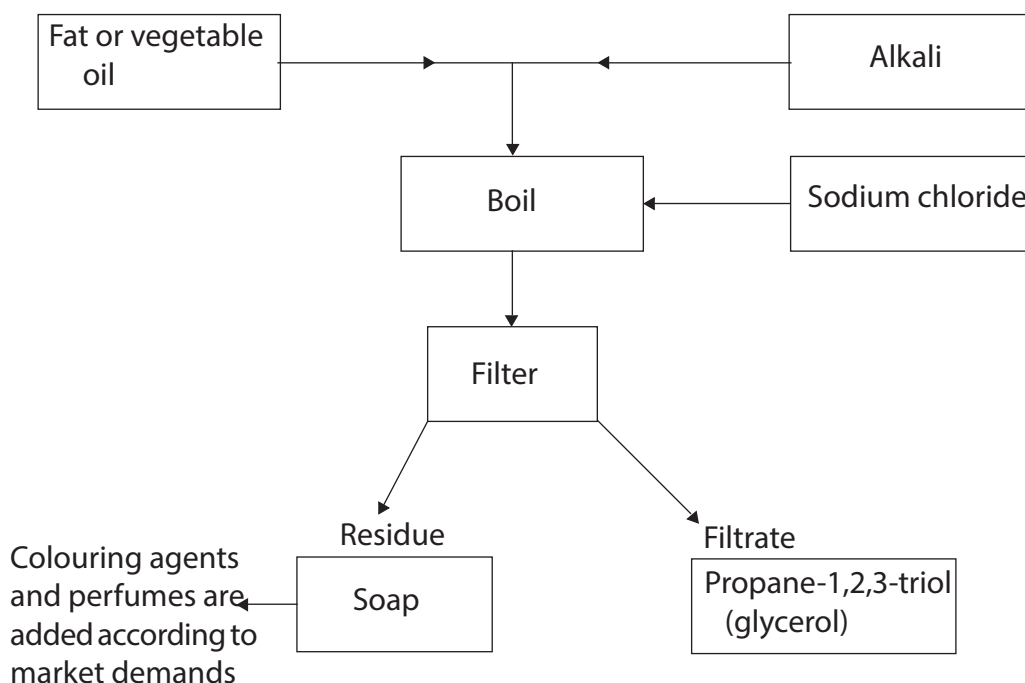 Fat or vegetable
oil
Alkali
Boil
Sodium chloride
Filter
Residue
Filtrate
Colouring agents
and perfumes are
added according to
market demands
Soap
Propane-1,2,3-triol
(glycerol)